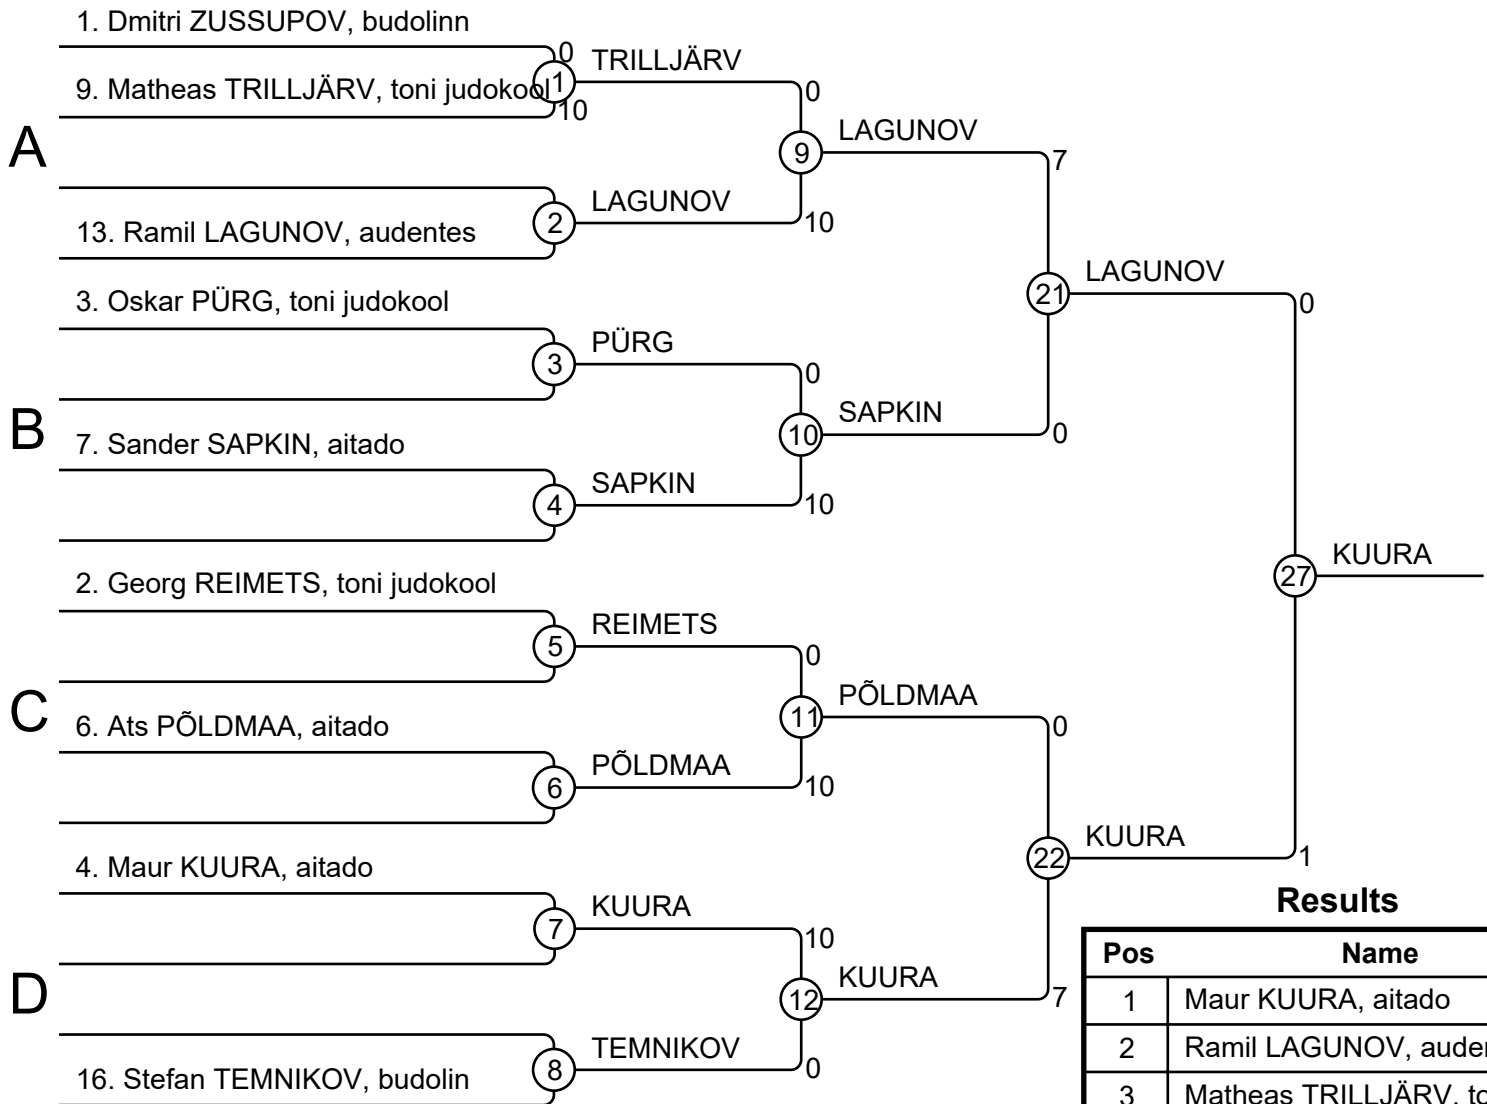 1. Dmitri ZUSSUPOV, budolinn
0
TRILLJÄRV
9. Matheas TRILLJÄRV, toni judokool
1
10
0
A
9
LAGUNOV
7
2
LAGUNOV
10
13. Ramil LAGUNOV, audentes
21
LAGUNOV
0
3. Oskar PÜRG, toni judokool
3
PÜRG
0
B
10
SAPKIN
0
7. Sander SAPKIN, aitado
4
SAPKIN
10
27
KUURA
2. Georg REIMETS, toni judokool
5
REIMETS
0
C
11
PÕLDMAA
0
6. Ats PÕLDMAA, aitado
6
PÕLDMAA
10
22
KUURA
1
4. Maur KUURA, aitado
7
KUURA
10
D
12
KUURA
7
8
TEMNIKOV
0
16. Stefan TEMNIKOV, budolin
Results
Pos Name
1 Maur KUURA, aitado
2 Ramil LAGUNOV,
3 Matheas TRILLJÄRV,